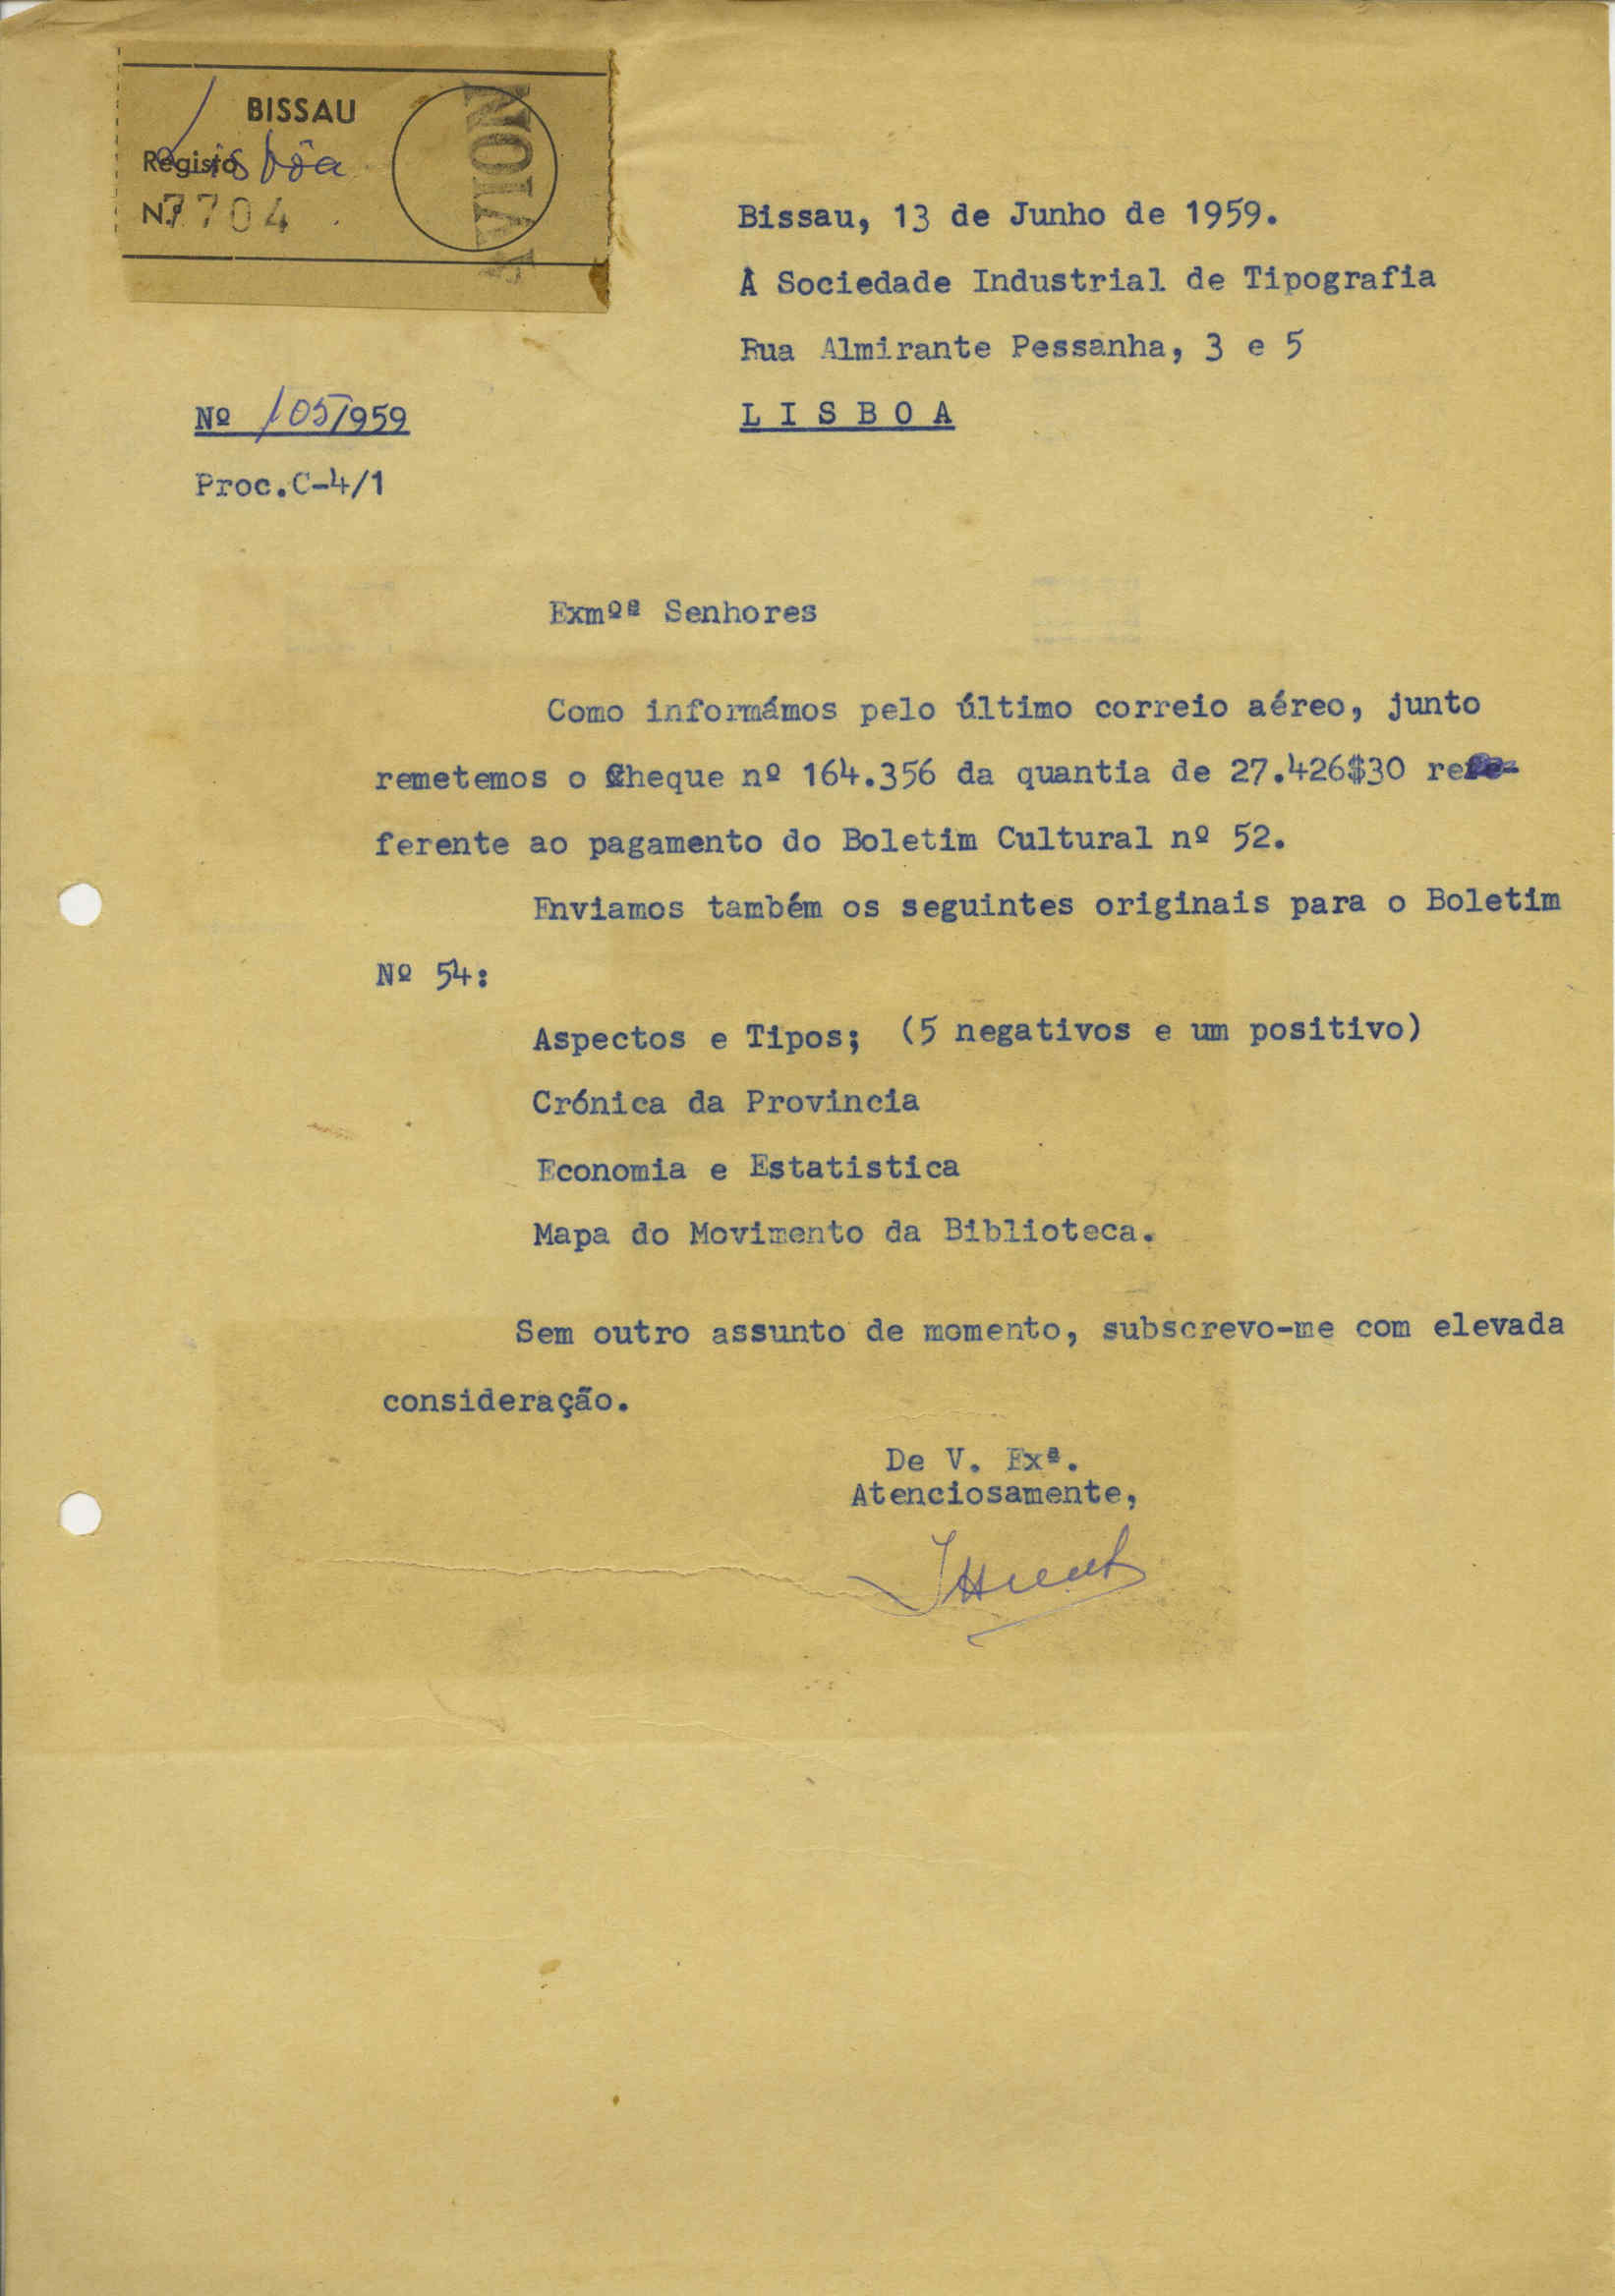 BISSAU
Registo Lisbôa
N.º 7704
AVION
Bissau, 13 de Junho de 1959.
À Sociedade Industrial de Tipografia
Rua Almirante Pessanha, 3 e 5
LISBOA
Nº 105/959
Proc.C-4/1
Exmºª Senhores
Como informámos pelo último correio aéreo, junto
remetemos o Cheque nº 164.356 da quantia de 27.426$30 re-
ferente ao pagamento do Boletim Cultural nº 52.
Enviamos também os seguintes originais para o Boletim
Nº 54:
Aspectos e Tipos; (5 negativos e um positivo)
Crónica da Provincia
Economia e Estatistica
Mapa do Movimento da Biblioteca.
Sem outro assunto de momento, subscrevo-me com elevada
consideração.
De V. Exª.
Atenciosamente,